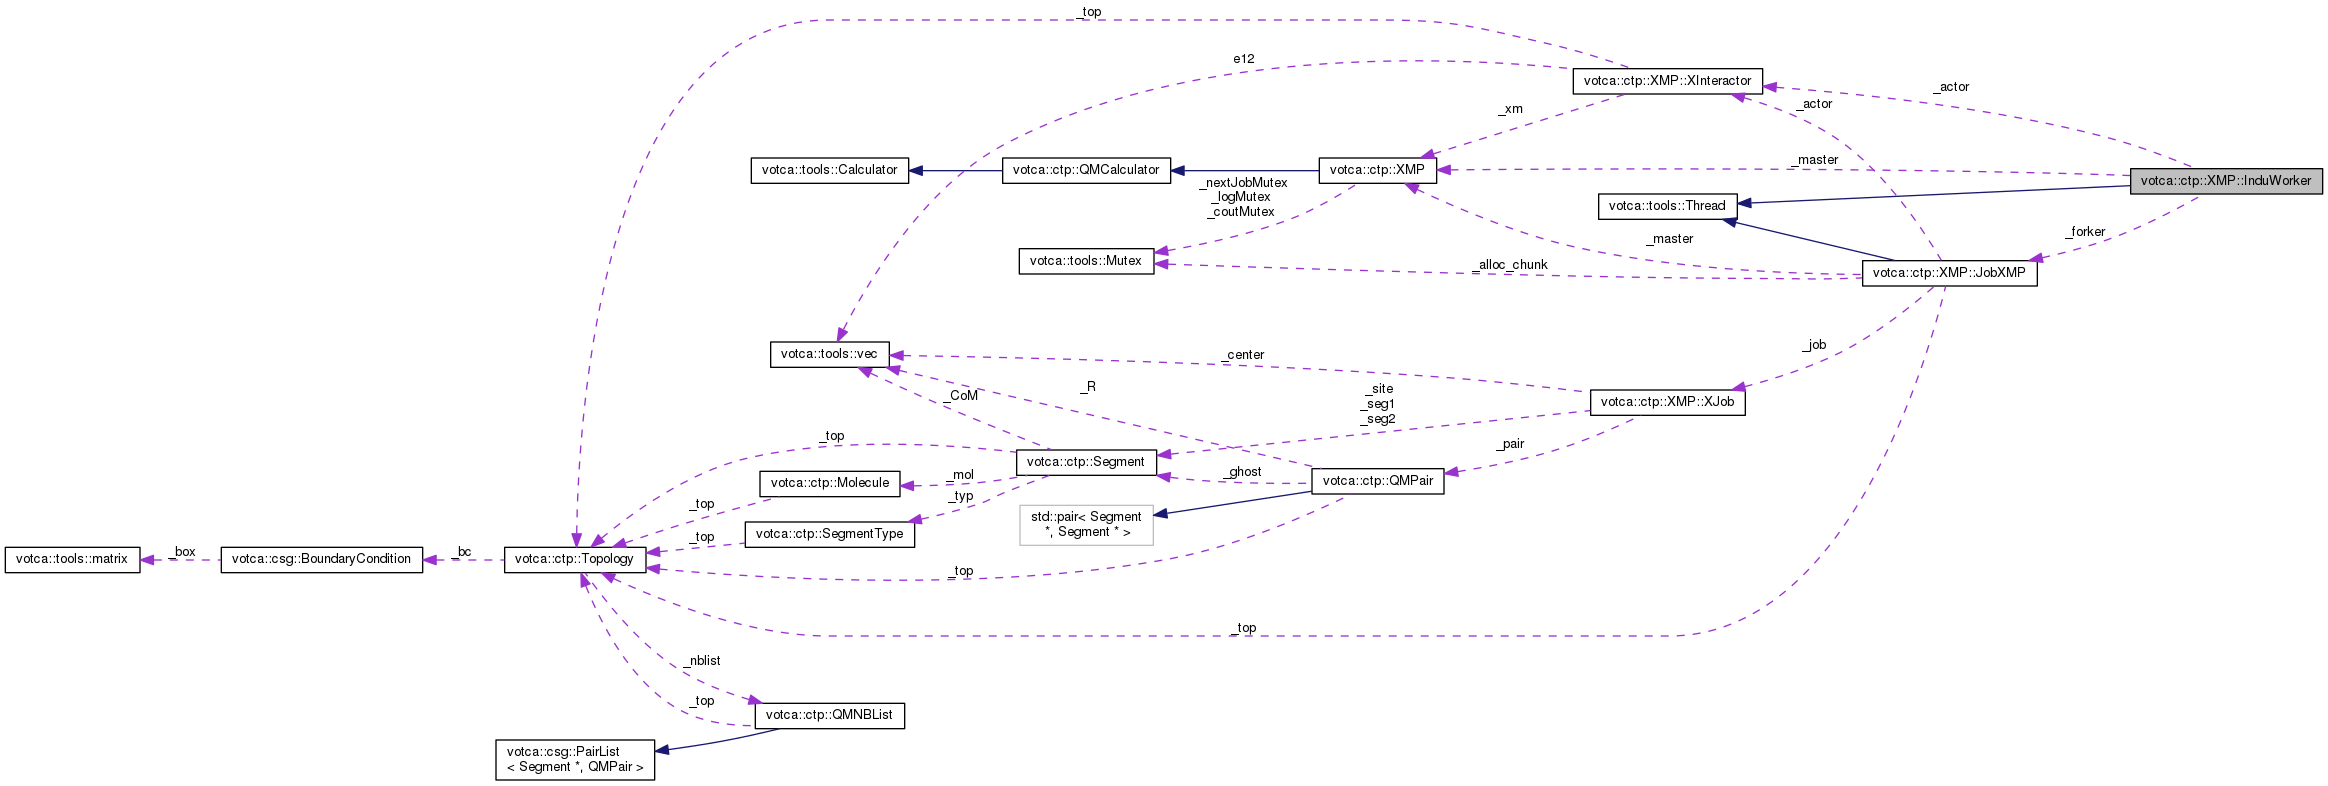 _top
e12
votca::ctp::XMP::XInteractor
_actor
_actor
_xm
votca::tools::Calculator
votca::ctp::QMCalculator
votca::ctp::XMP
_master
votca::ctp::XMP::InduWorker
_nextJobMutex
_logMutex
_coutMutex
votca::tools::Thread
_forker
_master
votca::tools::Mutex
_alloc_chunk
votca::ctp::XMP::JobXMP
votca::tools::vec
_center
_job
_CoM
_R
_site
_seg1
_seg2
votca::ctp::XMP::XJob
_top
_pair
votca::ctp::Segment
_mol
_ghost
votca::ctp::Molecule
votca::ctp::QMPair
_typ
_top
std::pair< Segment
*, Segment * >
votca::ctp::SegmentType
_top
votca::tools::matrix
_box
votca::csg::BoundaryCondition
_bc
votca::ctp::Topology
_top
_top
_nblist
_top
votca::ctp::QMNBList
votca::csg::PairList
< Segment *, QMPair >